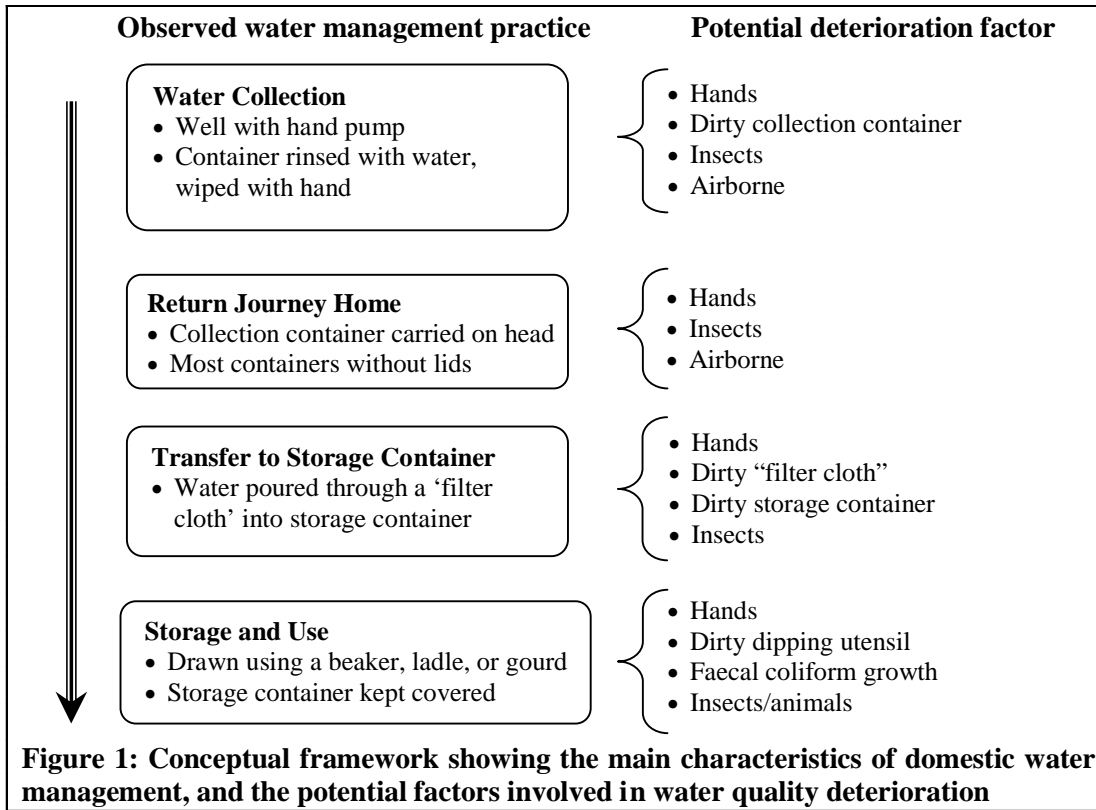 Observed water management practice
Potential deterioration factor
Water Collection
• Well with hand pump
• Container rinsed with water,
wiped with hand
• Hands
• Dirty collection container
• Insects
• Airborne
Return Journey Home
• Collection container carried on head
• Most containers without lids
• Hands
• Insects
• Airborne
Transfer to Storage Container
• Water poured through a ‘filter
cloth’ into storage container
• Hands
• Dirty “filter cloth”
• Dirty storage container
• Insects
Storage and Use
• Drawn using a beaker, ladle, or gourd
• Storage container kept covered
• Hands
• Dirty dipping utensil
• Faecal coliform growth
• Insects/animals
Figure 1: Conceptual framework showing the main characteristics of domestic water
management, and the potential factors involved in water quality deterioration